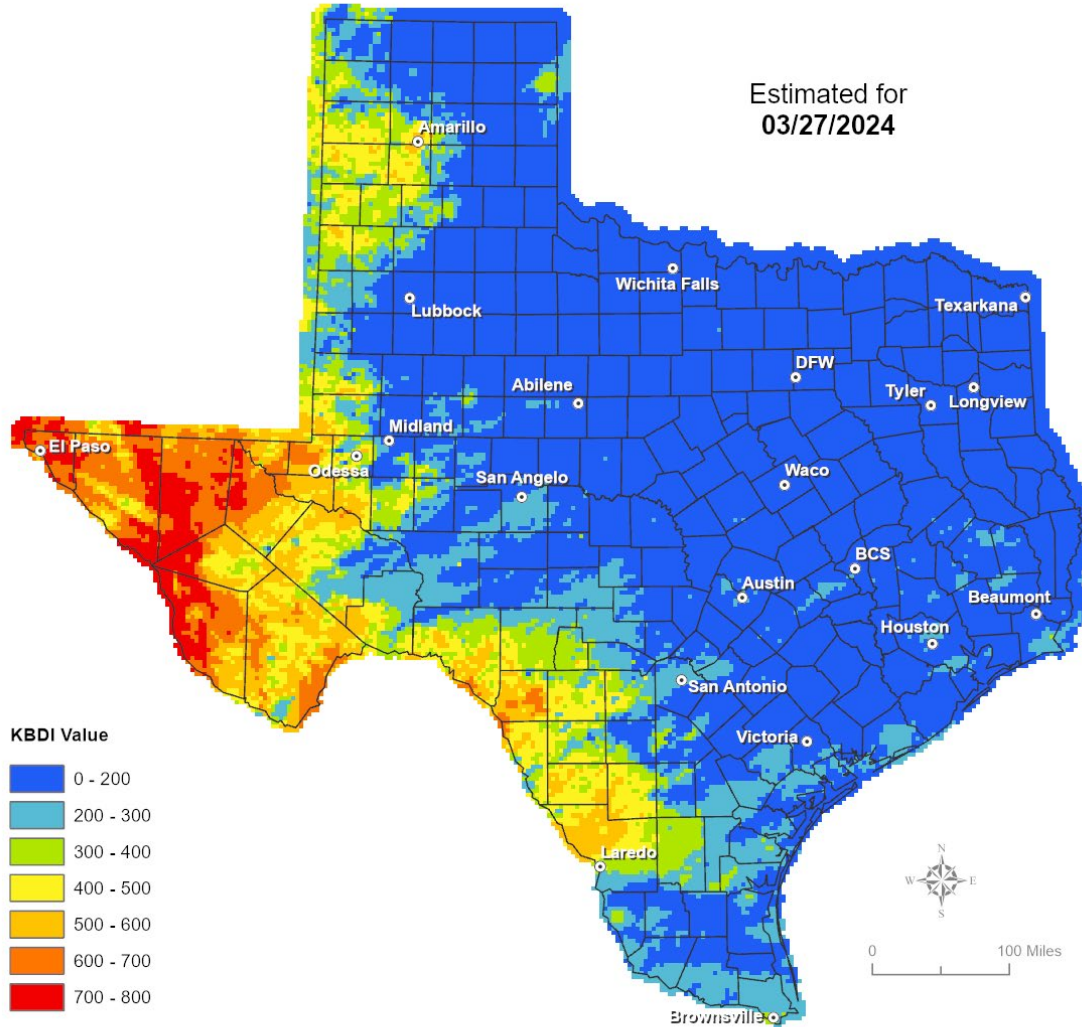 Estimated for
03/27/2024
Amarillo
Wichita Falls
Lubbock
Texarkana
DFW
Abilene
Tyler
Longview
Midland
El Paso
Odessa
San Angelo
Waco
BCS
Austin
Beaumont
Houston
San Antonio
Victoria
Laredo
Brownsville
KBDI Value
0 - 200
200 - 300
300 - 400
400 - 500
500 - 600
600 - 700
700 - 800
N
W
E
S
0
100 Miles